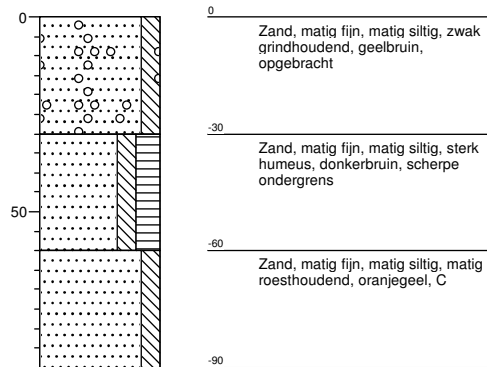 0
0
Zand, matig fijn, matig siltig, zwak
grindhoudend, geelbruin,
opgebracht
-30
Zand, matig fijn, matig siltig, sterk
humeus, donkerbruin, scherpe
ondergrens
50
-60
Zand, matig fijn, matig siltig, matig
roesthoudend, oranjegeel, C
-90